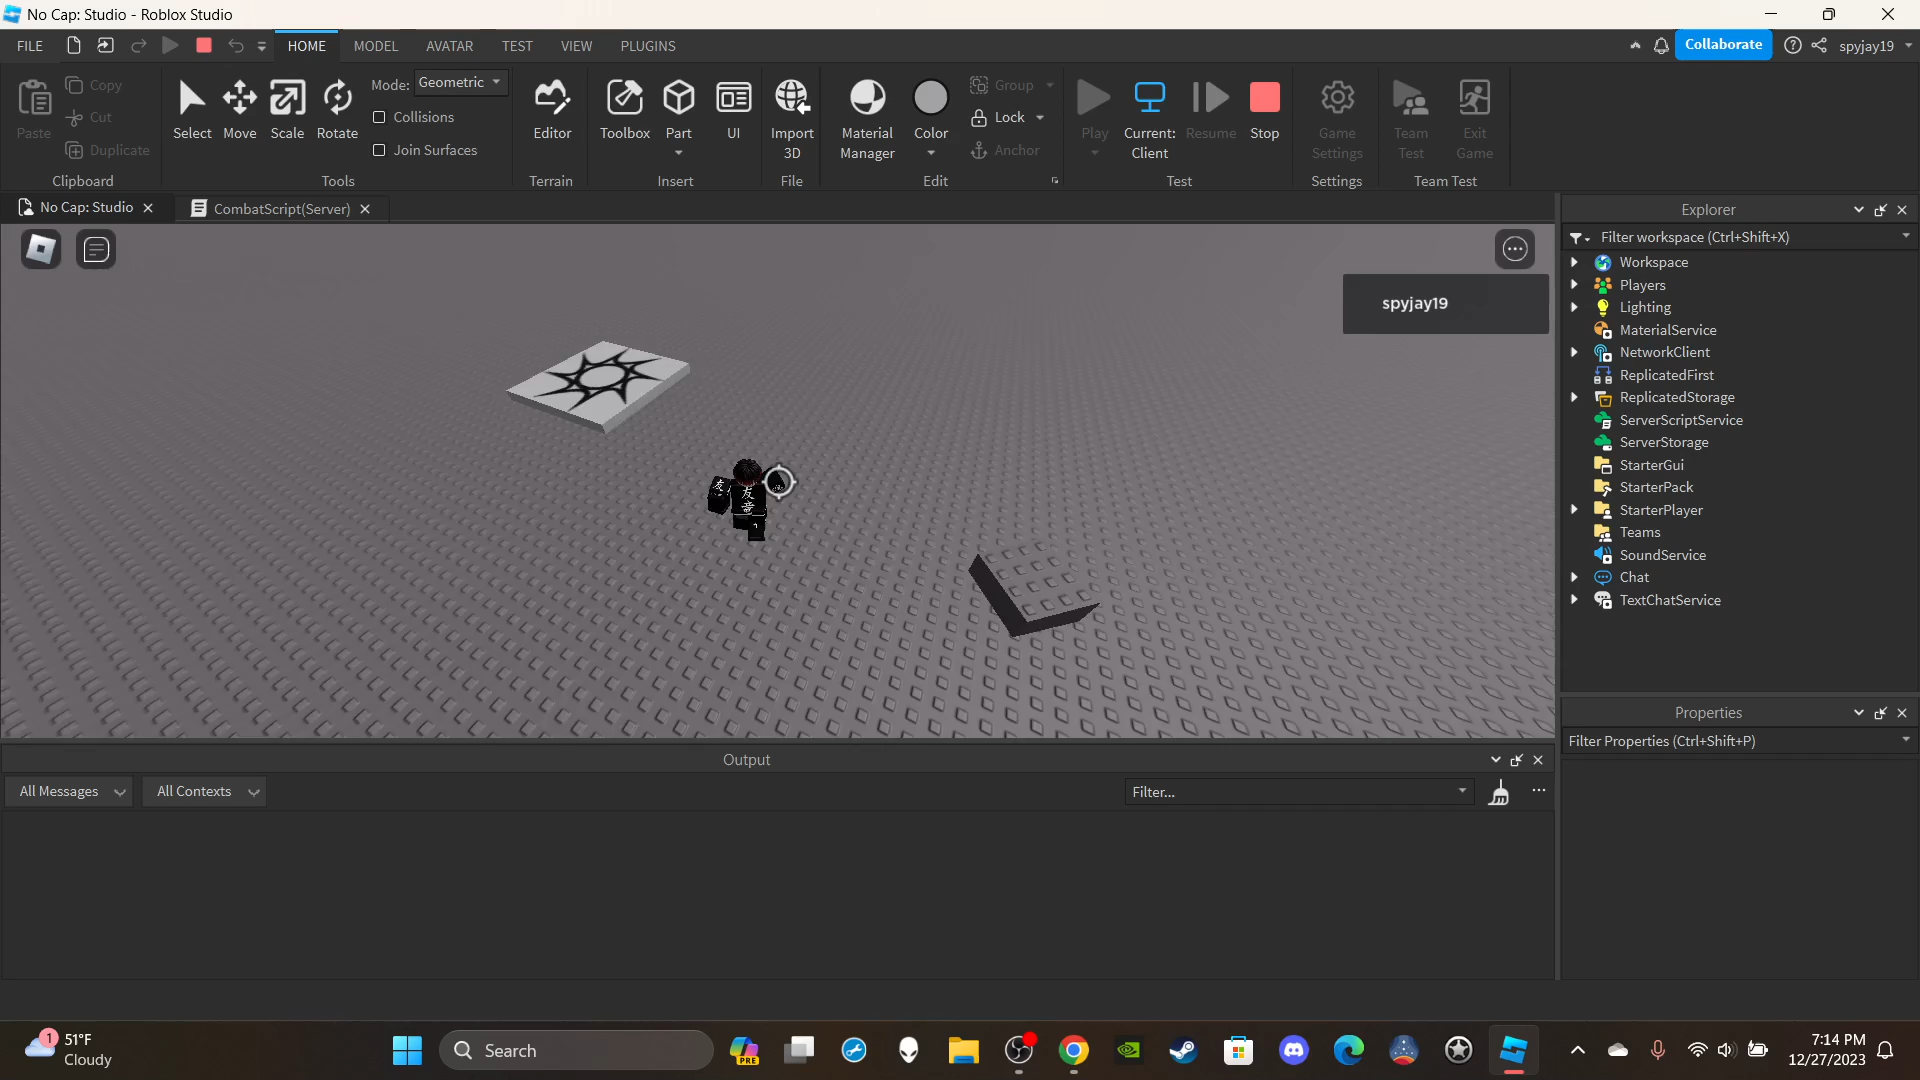 No Cap: Studio - Roblox Studio
FILE
HOME
MODEL
AVATAR
TEST
VIEW
PLUGINS
Collaborate
spyjay19
Paste
Copy
Cut
Duplicate
Clipboard
Select
Move
Scale
Rotate
Mode:
Geometric
Collisions
Join Surfaces
Tools
Editor
Terrain
Toolbox
Part
UI
Insert
Import
3D
File
Material
Manager
Color
Group
Lock
Anchor
Edit
Play
Current:
Client
Resume
Stop
Test
Game
Settings
Settings
Team
Test
Exit
Game
Team Test
No Cap: Studio
CombatScript(Server)
spyjay19
友
友
Explorer
Filter workspace (Ctrl+Shift+X)
Workspace
Players
Lighting
MaterialService
NetworkClient
ReplicatedFirst
ReplicatedStorage
ServerScriptService
ServerStorage
StarterGui
StarterPack
StarterPlayer
Teams
SoundService
Chat
TextChatService
Properties
Filter Properties (Ctrl+Shift+P)
Output
All Messages
All Contexts
Filter...
1
51°F
Cloudy
Search
PRE
7:14 PM
12/27/2023